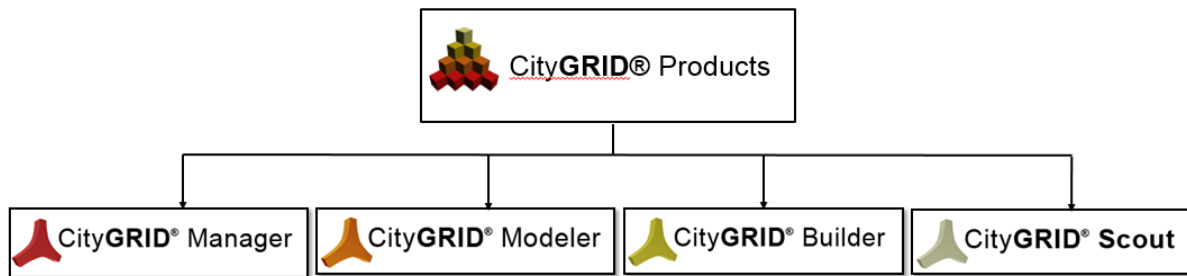 CityGRID® Products
CityGRID® Manager
CityGRID® Modeler
CityGRID® Builder
CityGRID® Scout